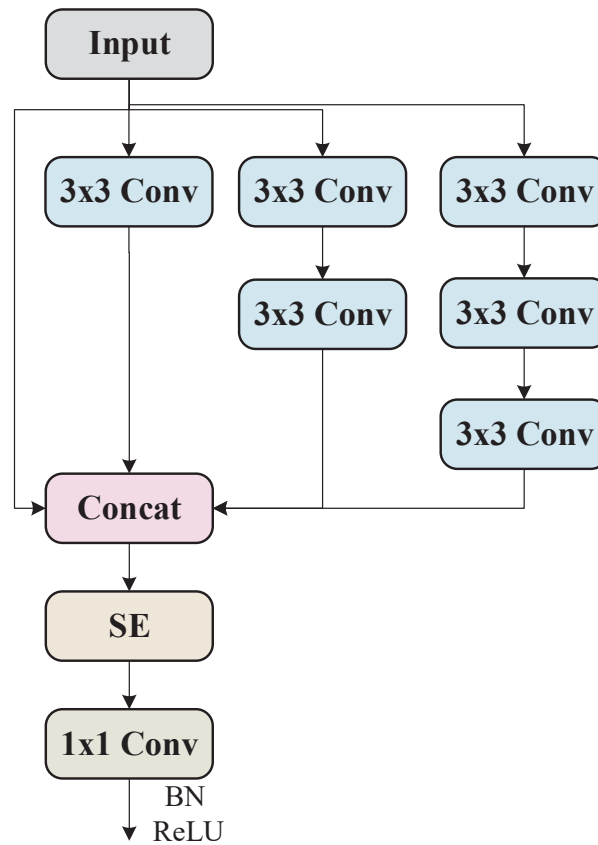 Input
3x3 Conv
3x3 Conv
3x3 Conv
3x3 Conv
3x3 Conv
3x3 Conv
Concat
SE
1x1 Conv
BN
ReLU